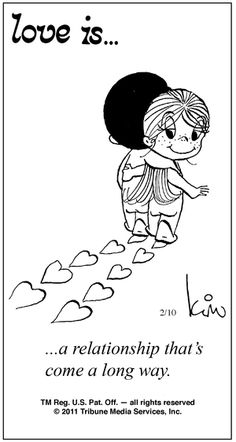 love is...
2/10
kim
...a relationship that's
come a long way.
TM Reg. U.S. Pat. Off. — all rights reserved
© 2011 Tribune Media Services, Inc.